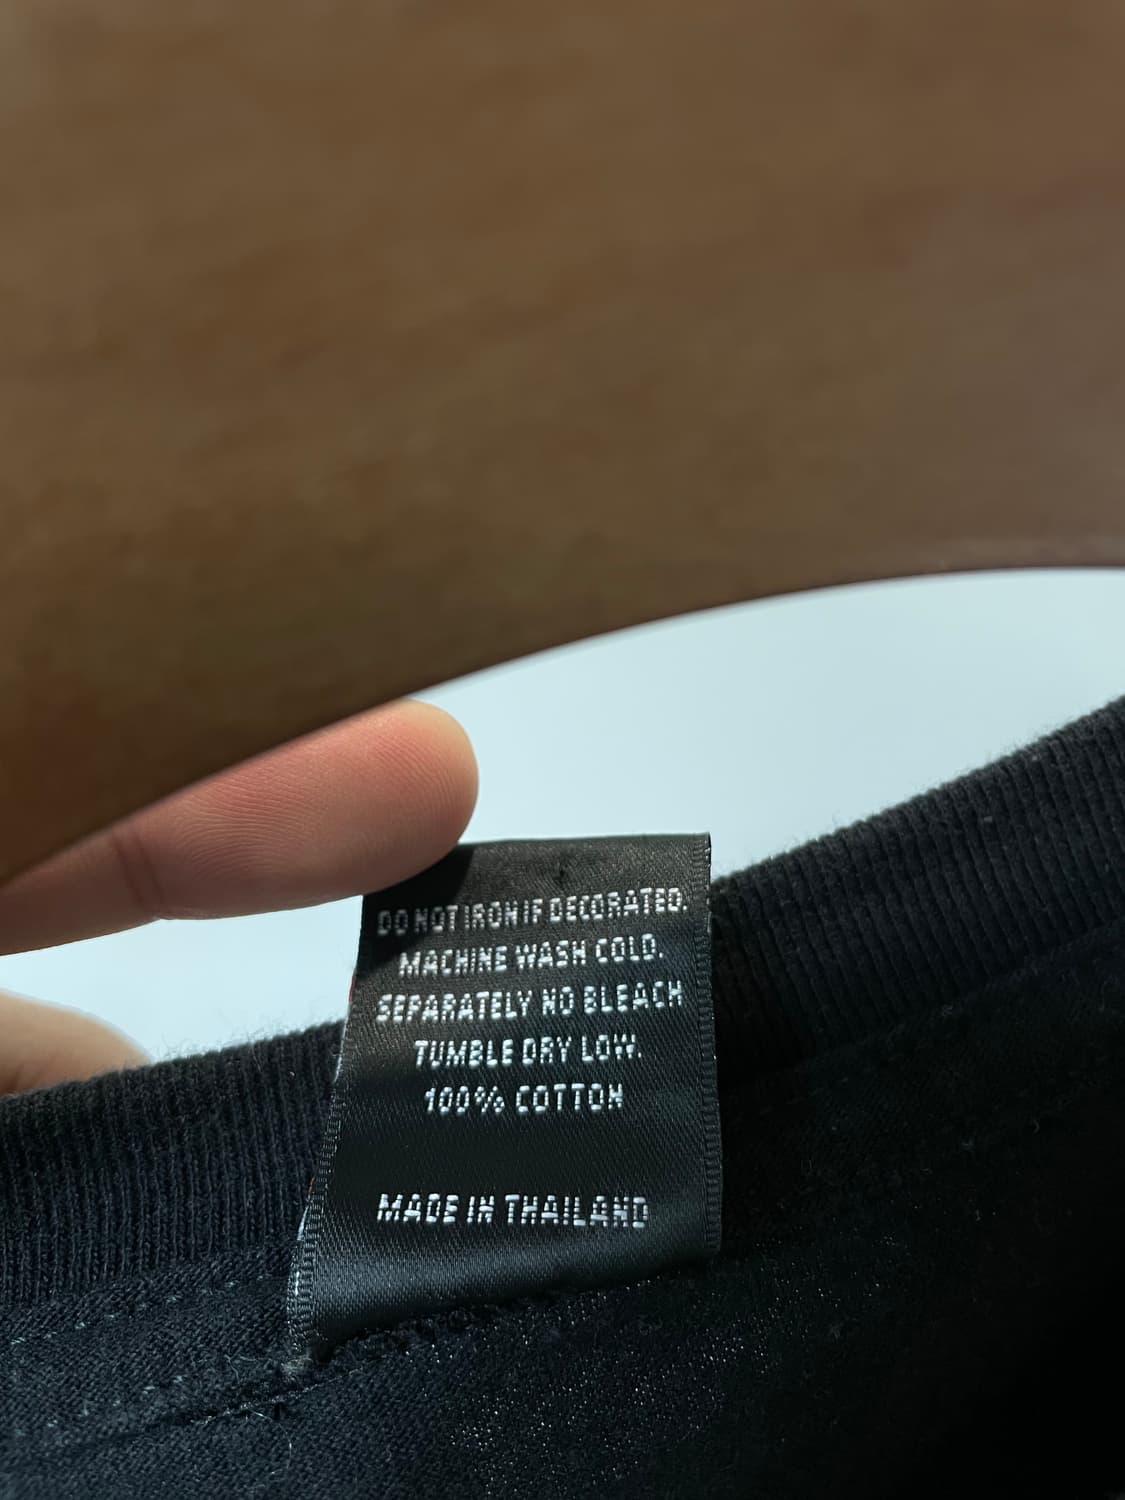 DO NOT IRON IF DECORATED.
MACHINE WASH COLD.
SEPARATELY NO BLEACH
TUMBLE DRY LOW.
100% COTTON
MADE IN THAILAND